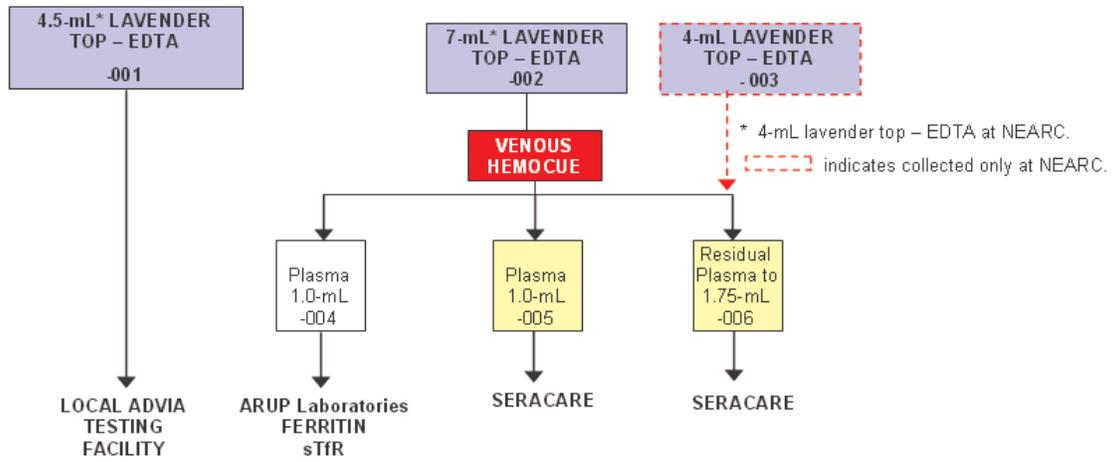 4.5-mL* LAVENDER
TOP – EDTA
-001
7-mL* LAVENDER
TOP – EDTA
-002
4-mL LAVENDER
TOP – EDTA
- 003
* 4-mL lavender top – EDTA at NEARC.
indicates collected only at NEARC.
VENOUS
HEMOCUE
Plasma
1.0-mL
-004
Plasma
1.0-mL
-005
Residual
Plasma to
1.75-mL
-006
LOCAL ADVIA
TESTING
FACILITY
ARUP Laboratories
FERRITIN
sTfR
SERACARE
SERACARE